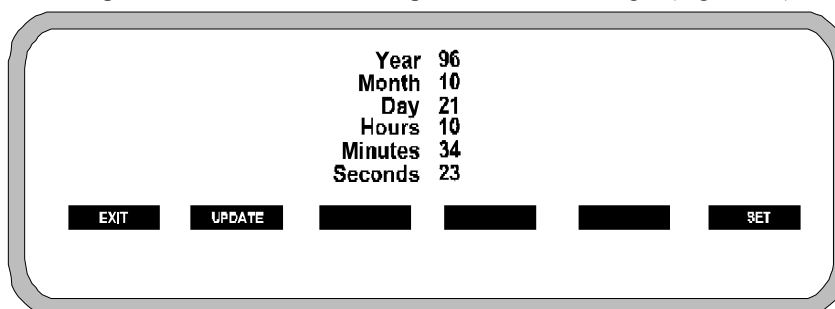 Year 96
Month 10
Day 21
Hours 10
Minutes 34
Seconds 23
EXIT UPDATE SET